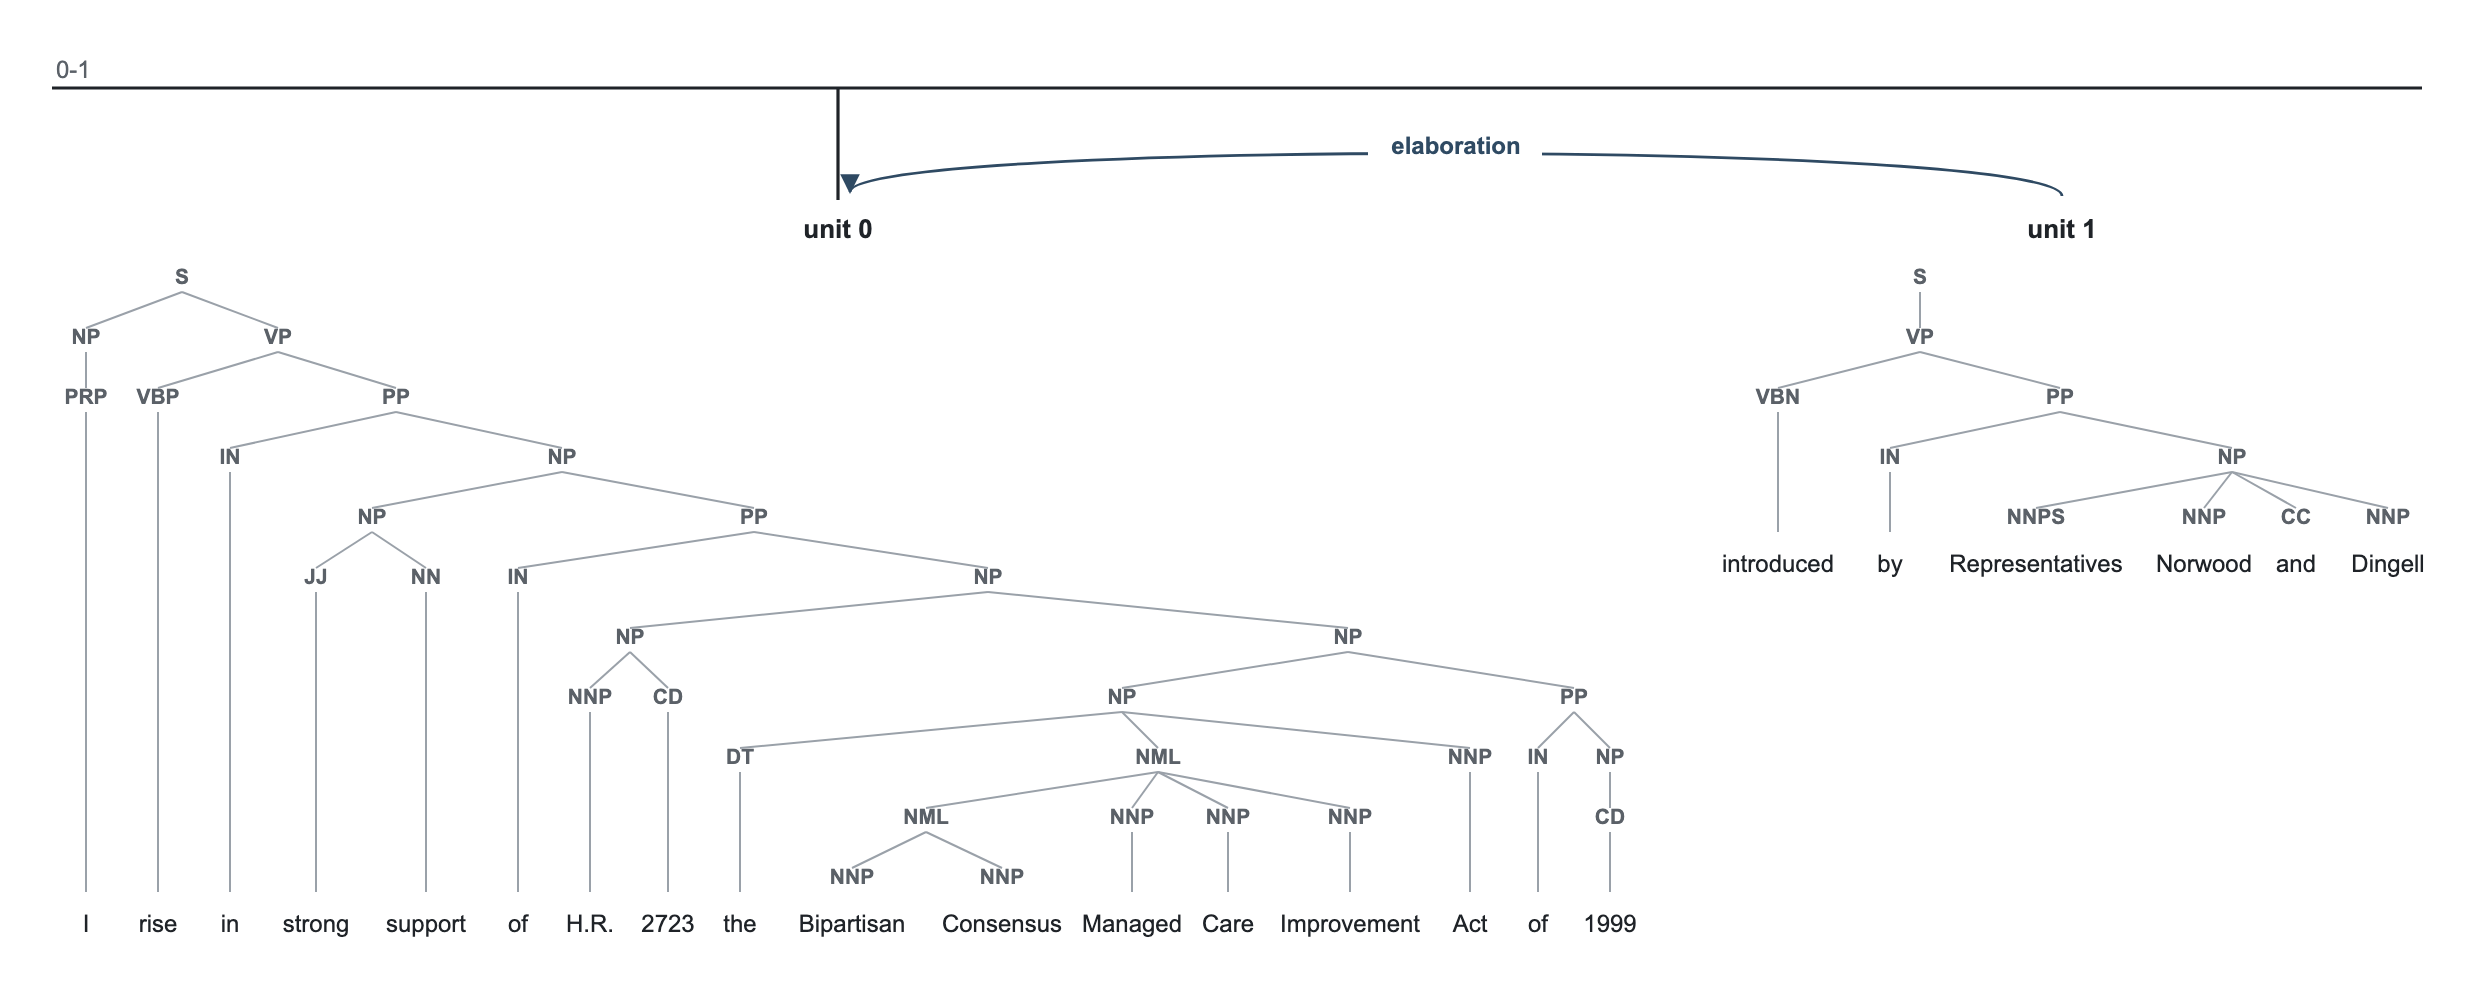 0-1
elaboration
unit 0 unit 1
S S
NP VP VP
PRP VBP PP VBN PP
IN NP IN NP
NP PP NNPS NNP CC NNP
introduced by Representatives Norwood and Dingell
JJ NN IN NP
NP NP
NNP CD NP PP
DT NML NNP IN NP
NML NNP NNP NNP CD
NNP NNP
I rise in strong support of H.R. 2723 the Bipartisan Consensus Managed Care Improvement Act of 1999